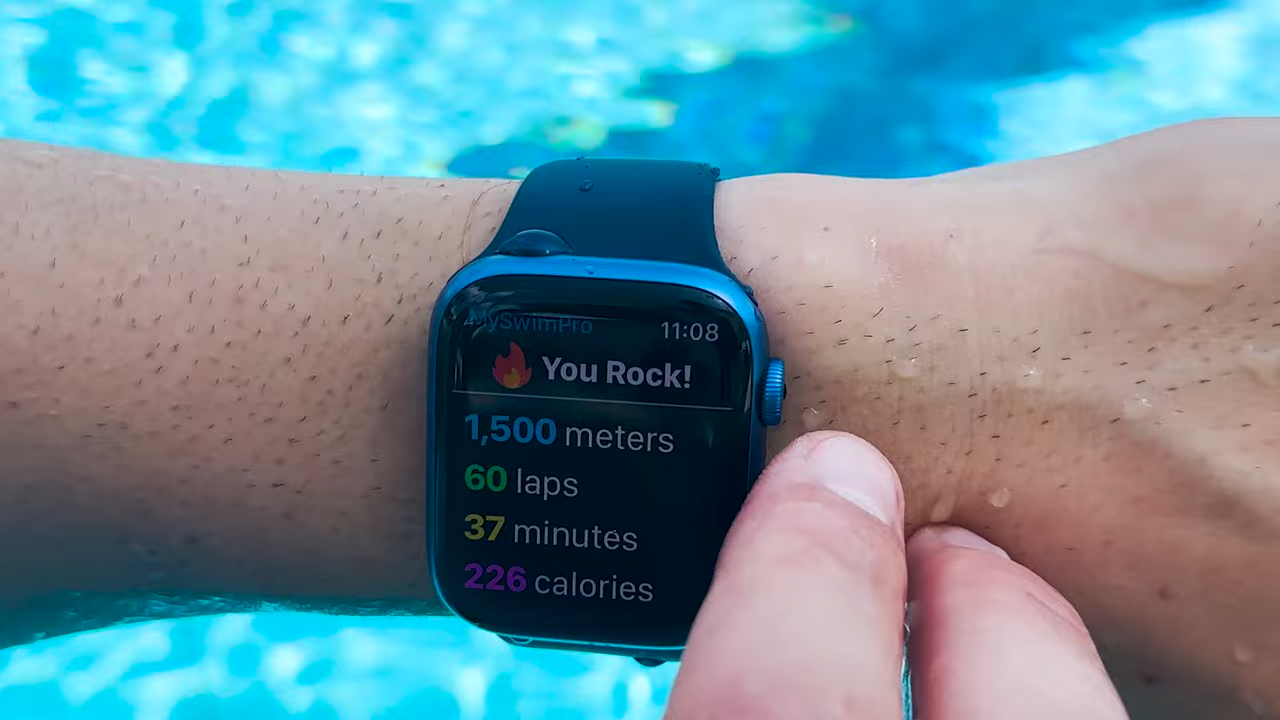 MySwimPro
11:08
You Rock!
1,500 meters
60 laps
37 minutes
226 calories